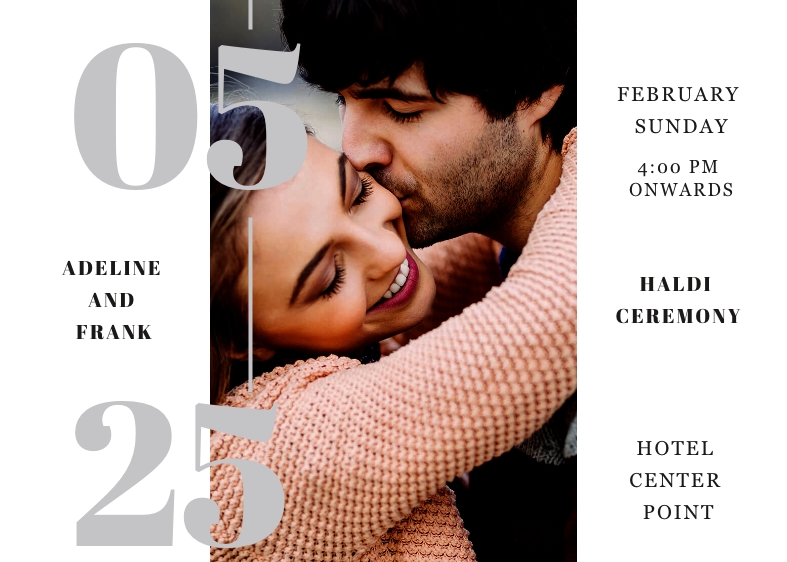 05
ADELINE
AND
FRANK
25
FEBRUARY
SUNDAY
4:00 PM
ONWARDS
HALDI
CEREMONY
HOTEL
CENTER
POINT